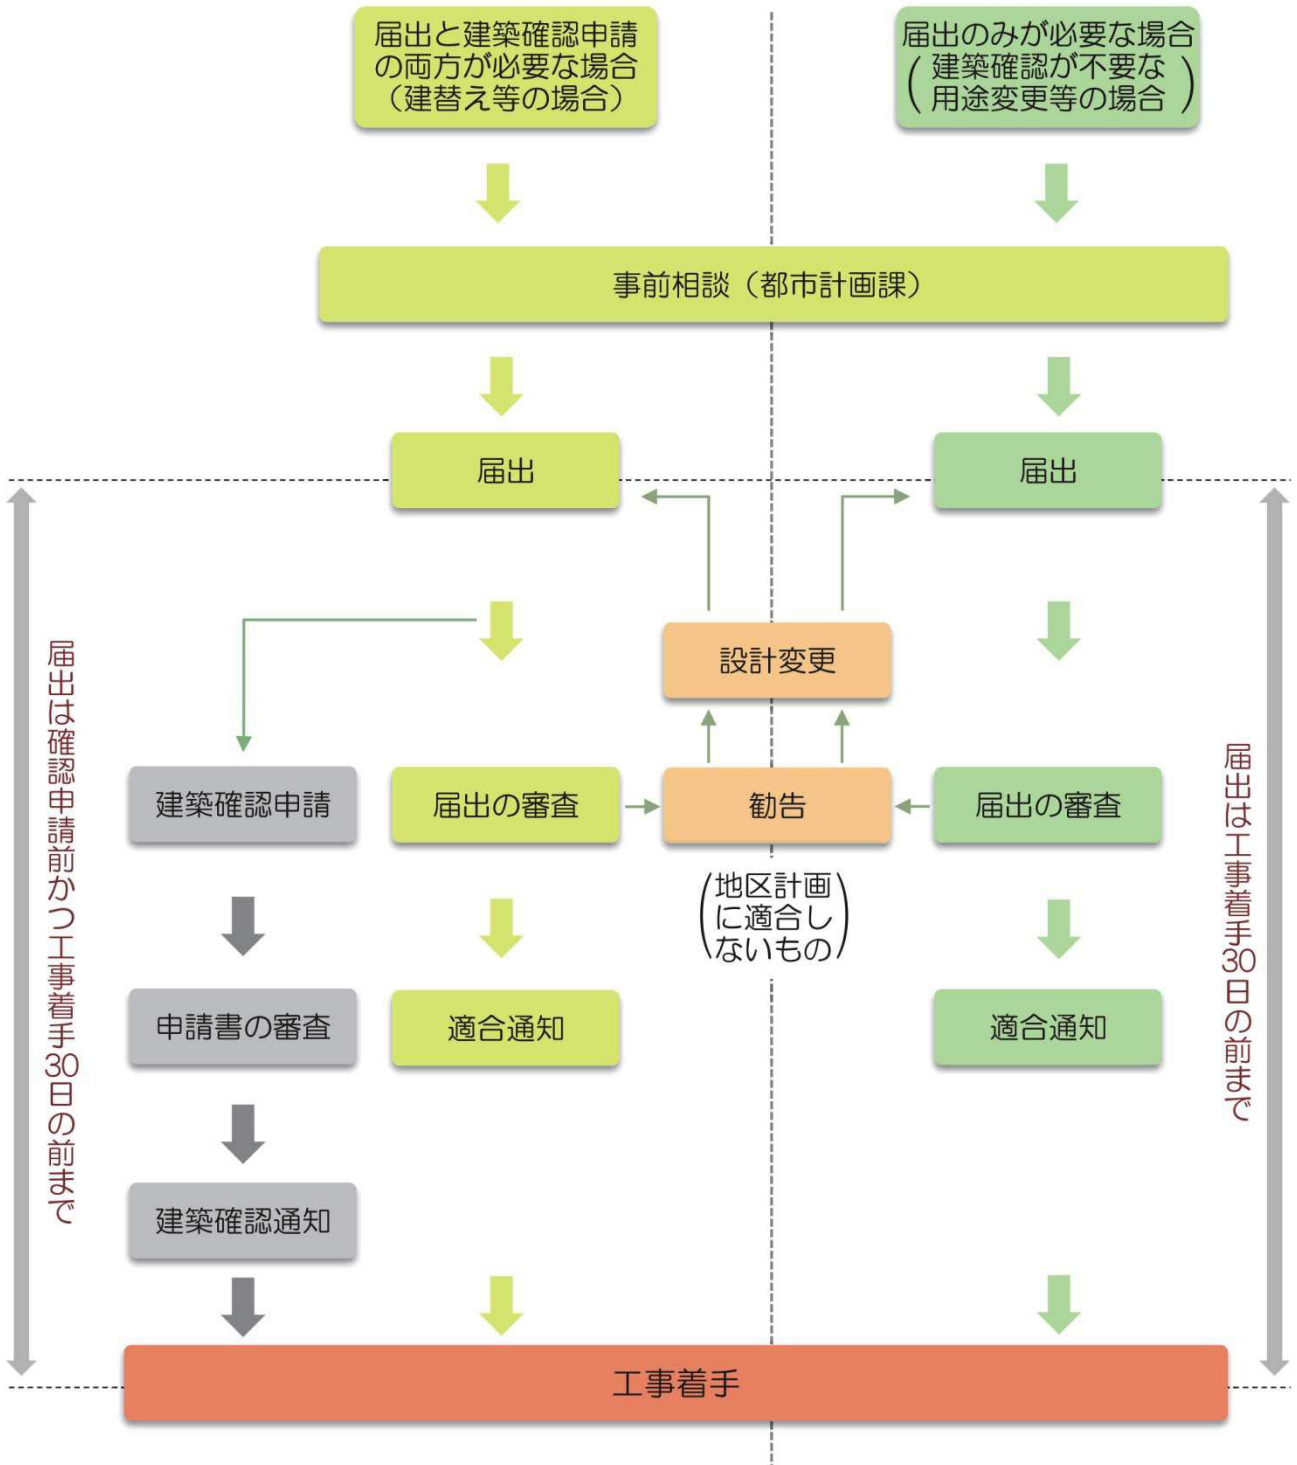 届出と建築確認申請
の両方が必要な場合
（建替え等の場合）
届出のみが必要な場合
（建築確認が不要な
用途変更等の場合）
事前相談（都市計画課）
届出
届出
設計変更
建築確認申請
届出の審査
勧告
届出の審査
（地区計画
に適合し
ないもの）
申請書の審査
適合通知
適合通知
建築確認通知
工事着手
届出は確認申請前かつ工事着手30日の前まで
届出は工事着手30日の前まで